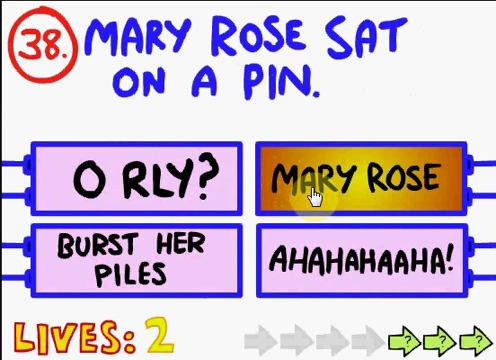 38. MARY ROSE SAT
ON A PIN.
O RLY?
MARY ROSE
BURST HER
PILES
AHAHAHAAHA!
LIVES: 2
? ? ?